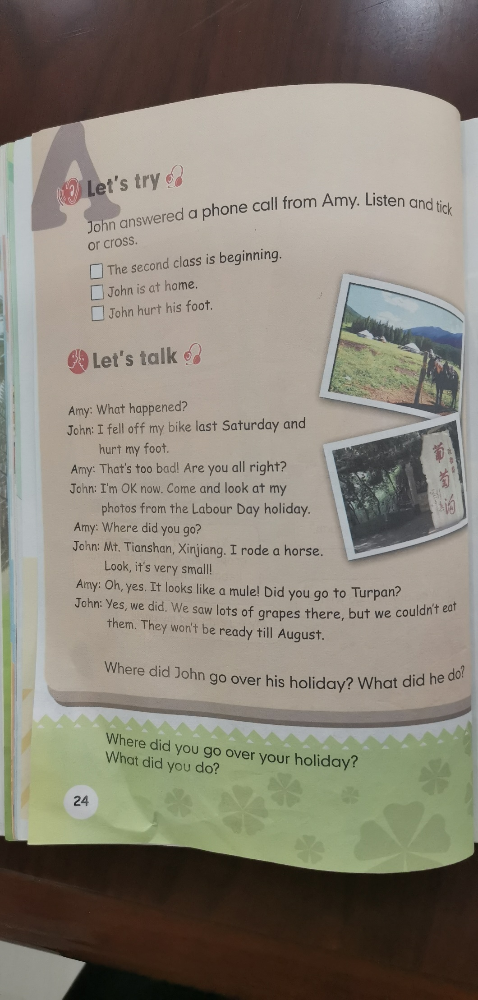 A
Let's try
John answered a phone call from Amy. Listen and tick
or cross.
The second class is beginning.
John is at home.
John hurt his foot.
Let's talk
Amy: What happened?
John: I fell off my bike last Saturday and
hurt my foot.
Amy: That's too bad! Are you all right?
John: I'm OK now. Come and look at my
photos from the Labour Day holiday.
Amy: Where did you go?
John: Mt. Tianshan, Xinjiang. I rode a horse.
Look, it's very small!
Amy: Oh, yes. It looks like a mule! Did you go to Turpan?
John: Yes, we did. We saw lots of grapes there, but we couldn't eat
them. They won't be ready till August.
吐鲁番
葡萄沟
Where did John go over his holiday? What did he do?
Where did you go over your holiday?
What did you do?
24